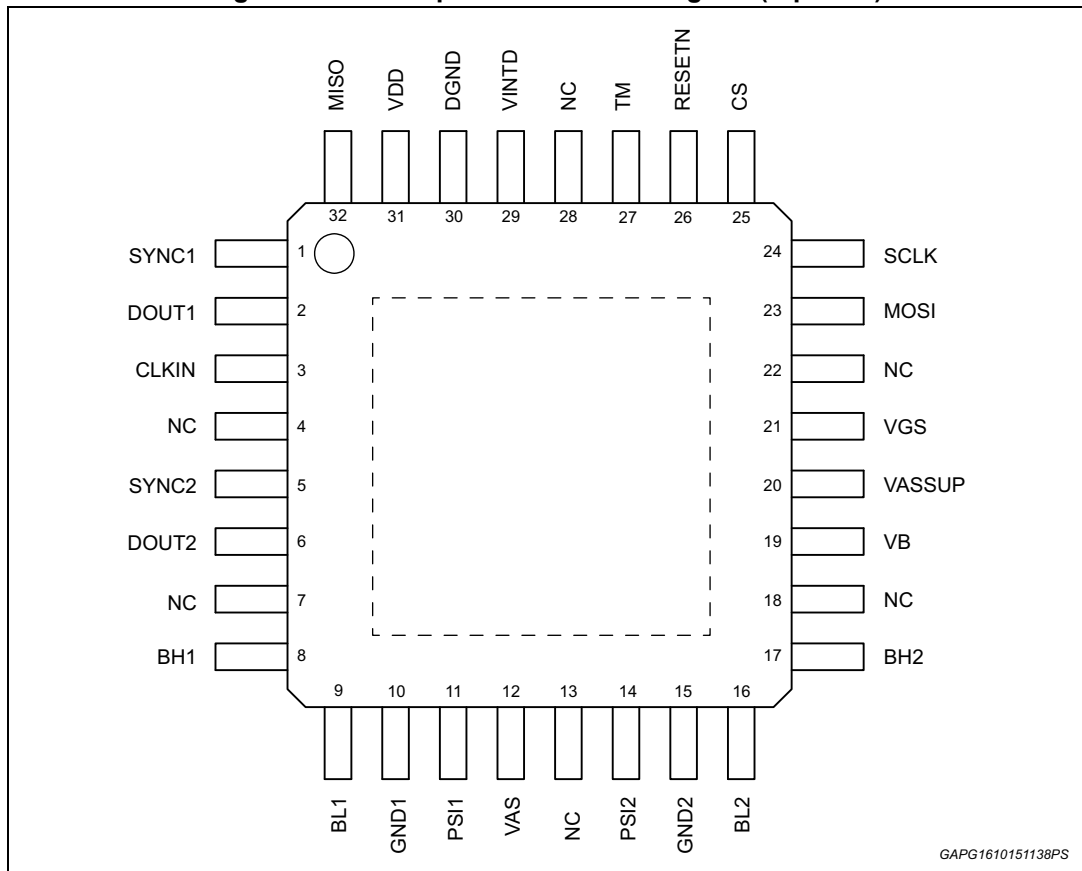 MISO VDD DGND VINTD NC TM RESETN CS
32 31 30 29 28 27 26 25
SYNC1 1 24 SCLK
DOUT1 2 23 MOSI
CLKIN 3 22 NC
NC 4 21 VGS
SYNC2 5 20 VASSUP
DOUT2 6 19 VB
NC 7 18 NC
BH1 8 17 BH2
9 10 11 12 13 14 15 16
BL1 GND1 PSI1 VAS NC PSI2 GND2 BL2
GAPG1610151138PS